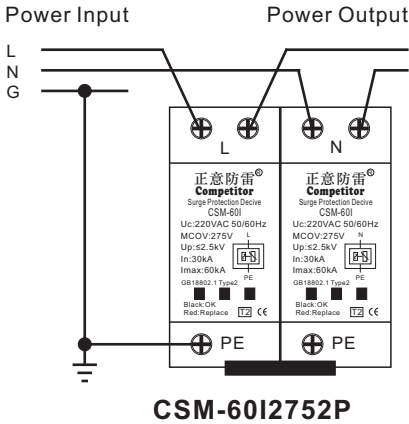 Power Input Power Output
L
N
G
L N
正意防雷® 正意防雷®
Competitor Competitor
Surge Protection Decive Surge Protection Decive
CSM-60I CSM-60I
Uc:220VAC 50/60Hz Uc:220VAC 50/60Hz
MCOV:275V L MCOV:275V N
Up:≤2.5kV Up:≤2.5kV
In:30kA In:30kA
Imax:60kA PE Imax:60kA PE
GB18802.1 Type2 GB18802.1 Type2
Black:OK Black:OK
Red:Replace T2 CE Red:Replace T2 CE
PE PE
CSM-60I2752P